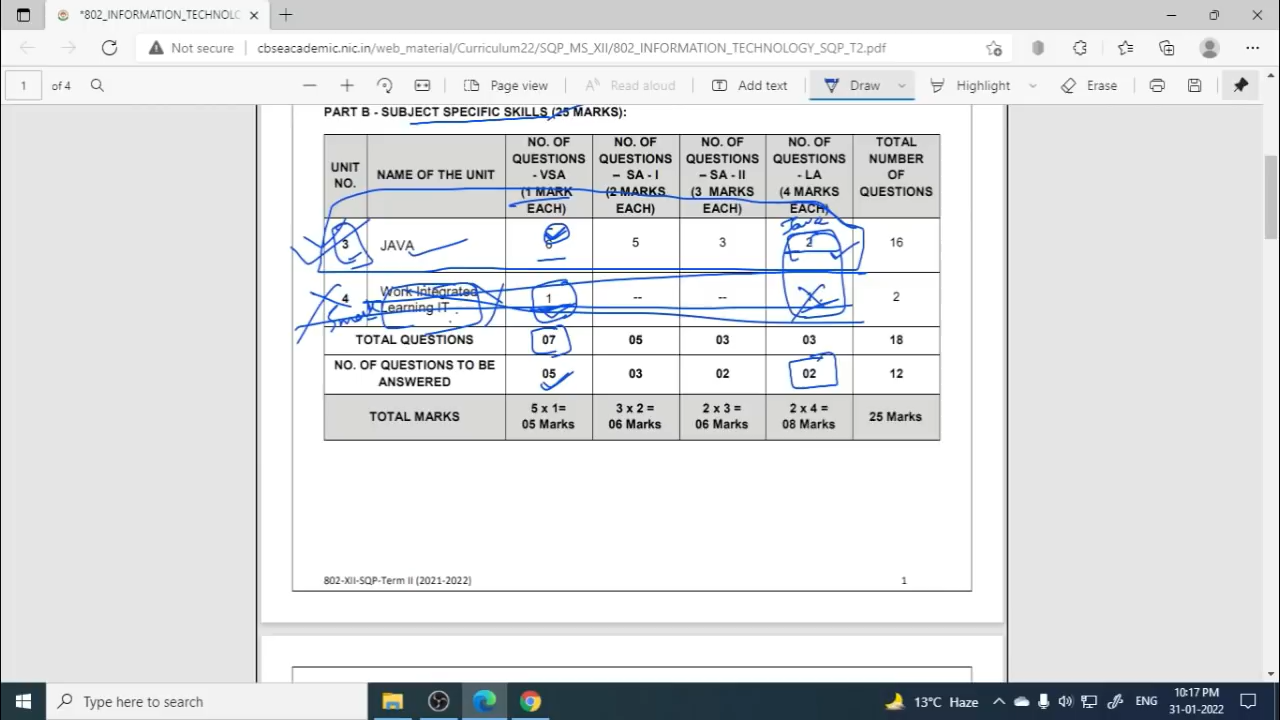 *802_INFORMATION_TECHNOLO
Not secure
cbseacademic.nic.in/web_material/Curriculum22/SQP_MS_XII/802_INFORMATION_TECHNOLOGY_SQP_T2.pdf
1 of 4
Page view
Read aloud
Add text
Draw
Highlight
Erase
PART B - SUBJECT SPECIFIC SKILLS (25 MARKS):
UNIT NO. NAME OF THE UNIT NO. OF QUESTIONS - VSA (1 MARK EACH) NO. OF QUESTIONS – SA - I (2 MARKS EACH) NO. OF QUESTIONS – SA - II (3 MARKS EACH) NO. OF QUESTIONS - LA (4 MARKS EACH) TOTAL NUMBER OF QUESTIONS
Java
3 JAVA 6 5 3 2 16
4 Work Integrated Learning IT 1 -- -- 2
Smart
TOTAL QUESTIONS 07 05 03 03 18
NO. OF QUESTIONS TO BE ANSWERED 05 03 02 02 12
TOTAL MARKS 5 x 1= 05 Marks 3 x 2 = 06 Marks 2 x 3 = 06 Marks 2 x 4 = 08 Marks 25 Marks
802-XII-SQP-Term II (2021-2022)
1
Type here to search
13°C Haze
ENG
10:17 PM
31-01-2022